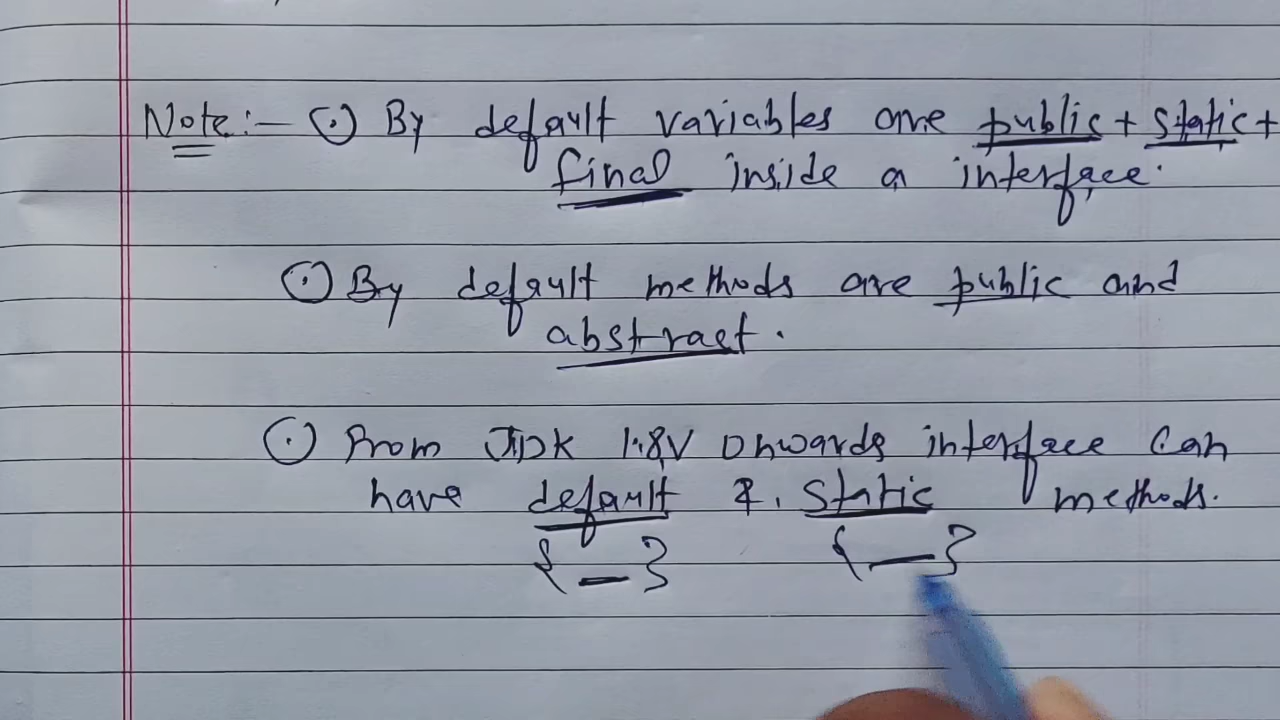 Note:- ⊙ By default variables are public + static +
final inside a interface.
⊙ By default methods are public and
abstract.
⊙ From JDK 1.8V Onwards interface Can
have default &. static methods.
{ — } { — }